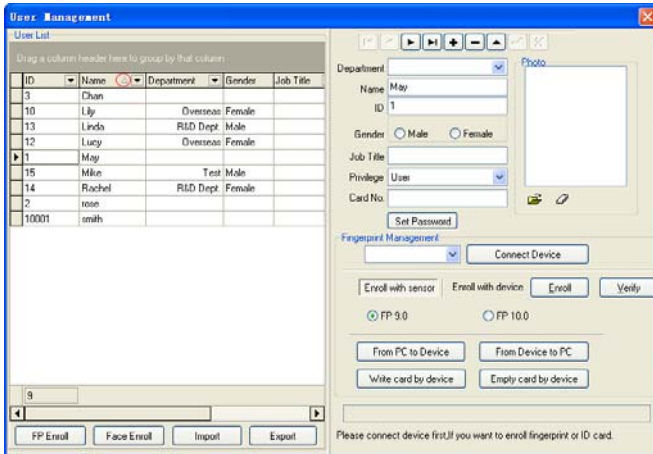 User Management
User List
Drag a column header here to group by that column
ID Name Department Gender Job Title
3 Chan
10 Lily Overseas Female
13 Linda R&D Dept. Male
12 Lucy Overseas Female
1 May
15 Mike Test Male
14 Rachel R&D Dept. Female
2 rose
10001 smith
9
FP Enroll Face Enroll Import Export
Department
Name May
ID 1
Gender Male Female
Job Title
Privilege User
Card No.
Set Password
Photo
Fingerprint Management
Connect Device
Enroll with sensor Enroll with device Enroll Verify
FP 9.0 FP 10.0
From PC to Device From Device to PC
Write card by device Empty card by device
Please connect device first,If you want to enroll fingerprint or ID card.